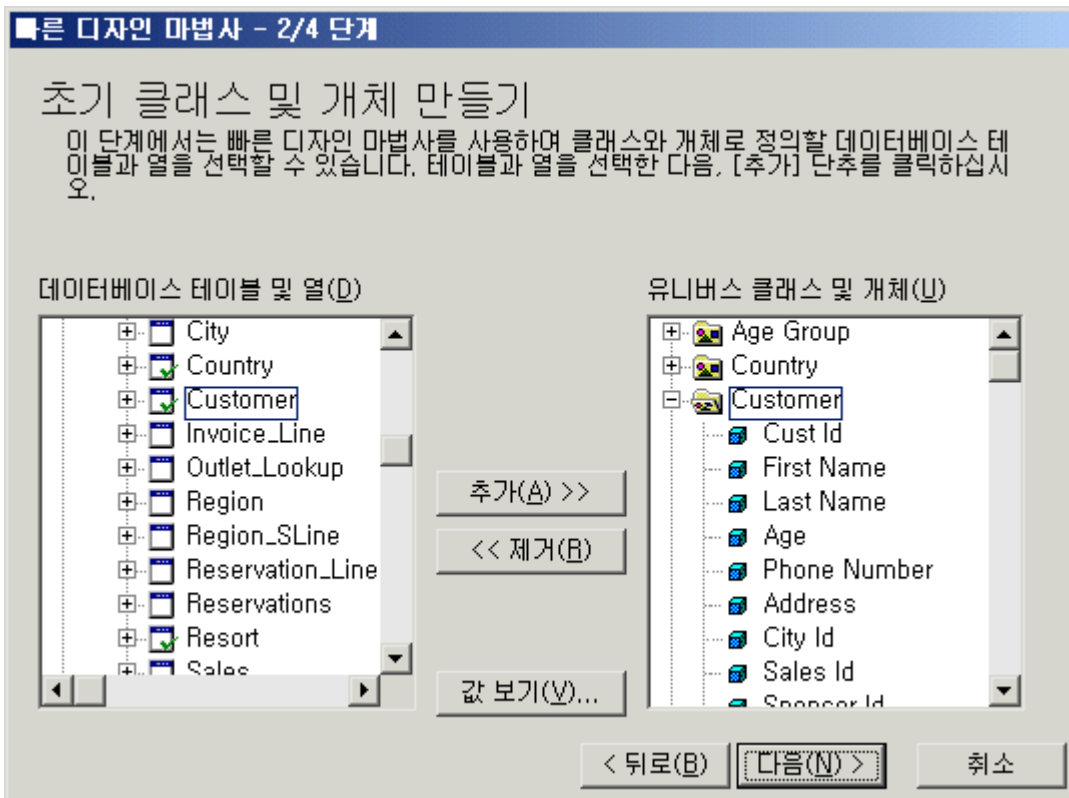 빠른 디자인 마법사 - 2/4 단계
초기 클래스 및 개체 만들기
이 단계에서는 빠른 디자인 마법사를 사용하여 클래스와 개체로 정의할 데이터베이스 테
이블과 열을 선택할 수 있습니다. 테이블과 열을 선택한 다음, [추가] 단추를 클릭하십시
오.
데이터베이스 테이블 및 열(D)
City
Country
Customer
Invoice_Line
Outlet_Lookup
Region
Region_SLine
Reservation_Line
Reservations
Resort
Sales
추가(A) >>
<< 제거(R)
값 보기(V)...
유니버스 클래스 및 개체(U)
Age Group
Country
Customer
Cust Id
First Name
Last Name
Age
Phone Number
Address
City Id
Sales Id
Sponsor Id
< 뒤로(B)
다음(N) >
취소